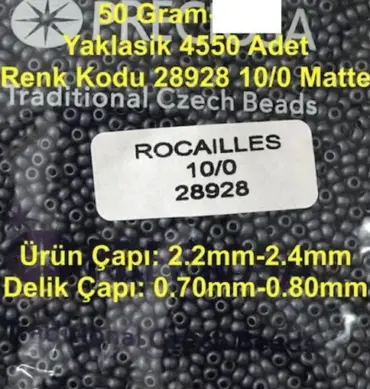 50 Gram-
Yaklasik 4550 Adet
Renk Kodu 28928 10/0 Matte
Traditional Czech Beads
ROCAILLES
10/0
28928
Ürün Çapı: 2.2mm-2.4mm
Delik Çapı: 0.70mm-0.80mm
Traditional